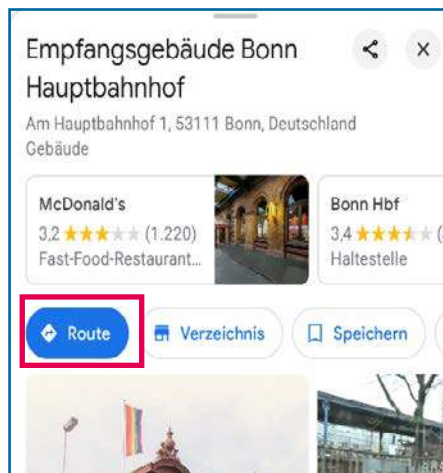 Empfangsgebäude Bonn
Hauptbahnhof
Am Hauptbahnhof 1, 53111 Bonn, Deutschland
Gebäude
McDonald's
3,2 (1.220)
Fast-Food-Restaurant...
Bonn Hbf
3,4 (
Haltestelle
Route
Verzeichnis
Speichern